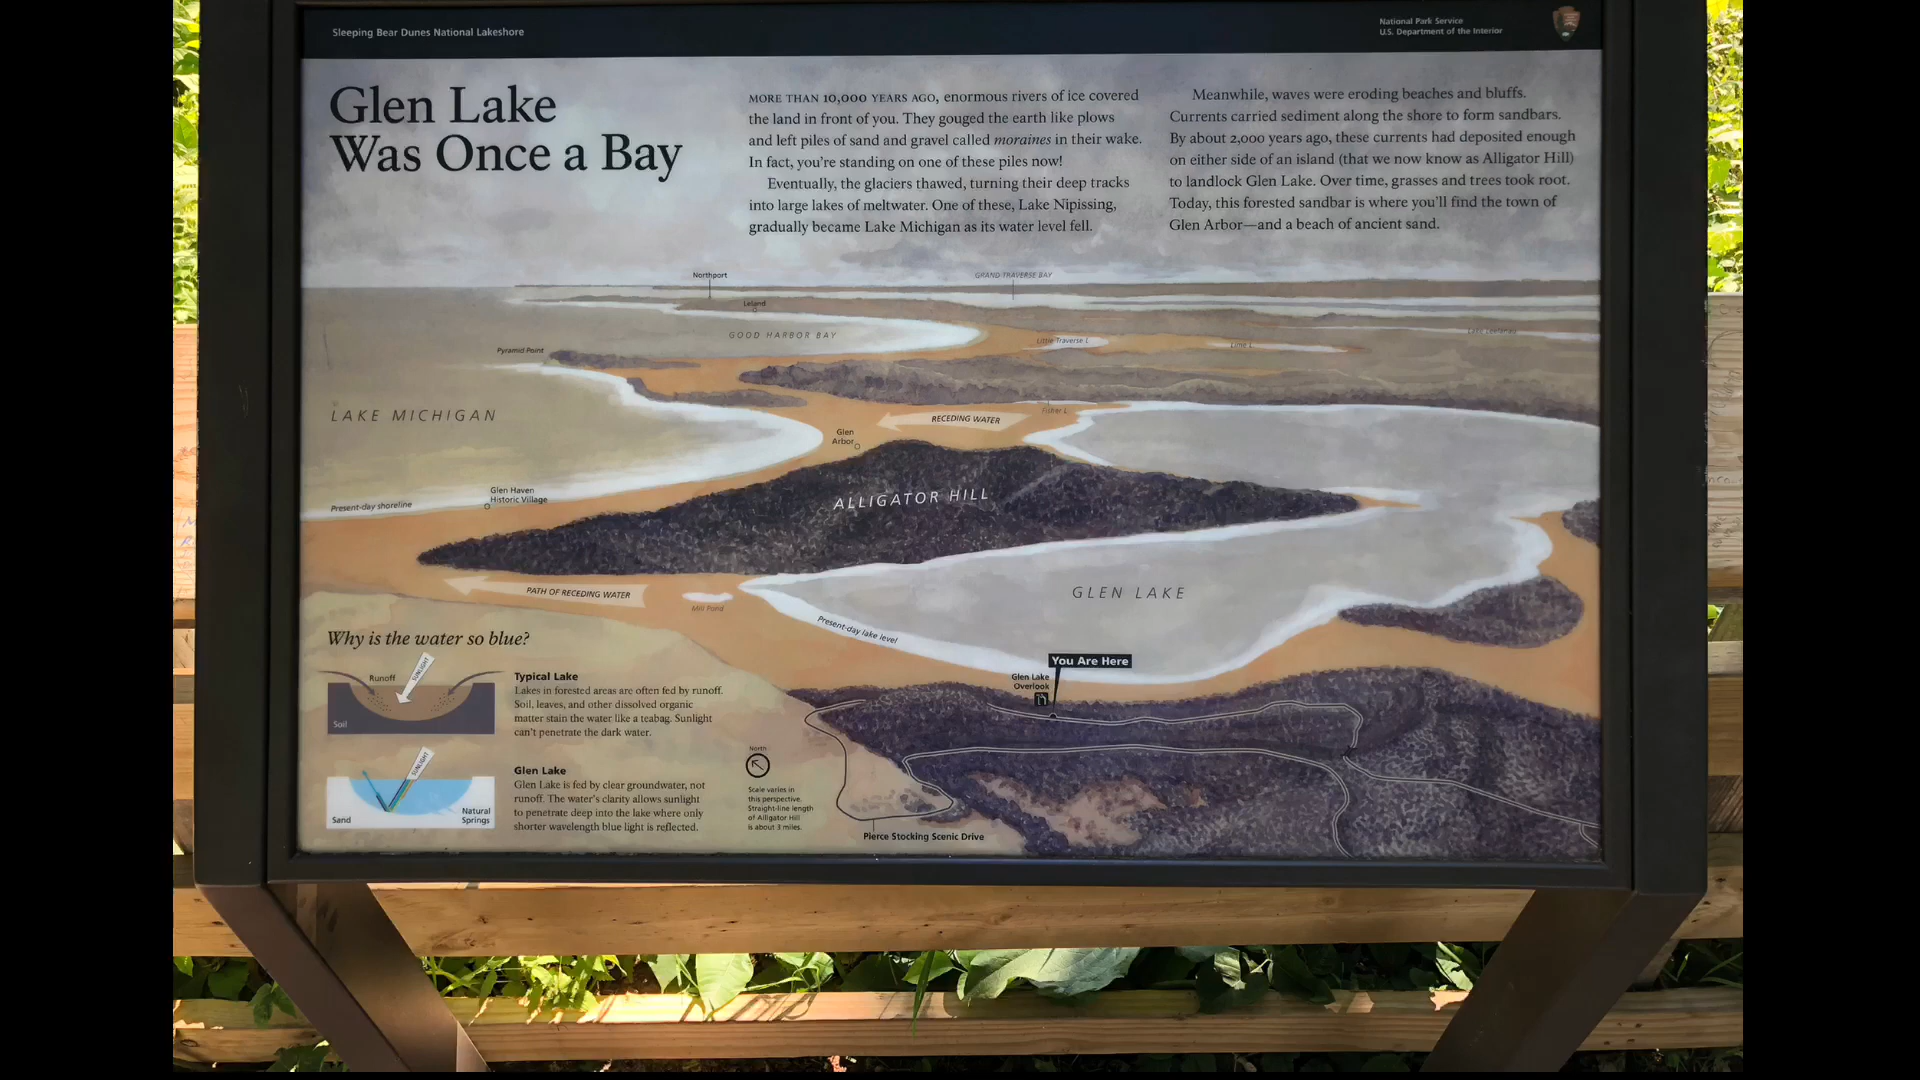 Sleeping Bear Dunes National Lakeshore
National Park Service
U.S. Department of the Interior
Glen Lake
Was Once a Bay
MORE THAN 10,000 YEARS AGO, enormous rivers of ice covered
the land in front of you. They gouged the earth like plows
and left piles of sand and gravel called moraines in their wake.
In fact, you're standing on one of these piles now!
Eventually, the glaciers thawed, turning their deep tracks
into large lakes of meltwater. One of these, Lake Nipissing,
gradually became Lake Michigan as its water level fell.
Meanwhile, waves were eroding beaches and bluffs.
Currents carried sediment along the shore to form sandbars.
By about 2,000 years ago, these currents had deposited enough
on either side of an island (that we now know as Alligator Hill)
to landlock Glen Lake. Over time, grasses and trees took root.
Today, this forested sandbar is where you'll find the town of
Glen Arbor—and a beach of ancient sand.
Northport
GRAND TRAVERSE BAY
Leland
GOOD HARBOR BAY
Lake Leelanau
Little Traverse L.
Lime L.
Pyramid Point
LAKE MICHIGAN
Fisher L.
RECEDING WATER
Glen
Arbor
Glen Haven
Historic Village
ALLIGATOR HILL
Present-day shoreline
PATH OF RECEDING WATER
Mill Pond
GLEN LAKE
Present-day lake level
You Are Here
Glen Lake
Overlook
Why is the water so blue?
Runoff
SUNLIGHT
Soil
Typical Lake
Lakes in forested areas are often fed by runoff.
Soil, leaves, and other dissolved organic
matter stain the water like a teabag. Sunlight
can't penetrate the dark water.
SUNLIGHT
Sand
Natural
Springs
Glen Lake
Glen Lake is fed by clear groundwater, not
runoff. The water's clarity allows sunlight
to penetrate deep into the lake where only
shorter wavelength blue light is reflected.
North
Scale varies in
this perspective.
Straight-line length
of Alligator Hill
is about 3 miles.
Pierce Stocking Scenic Drive